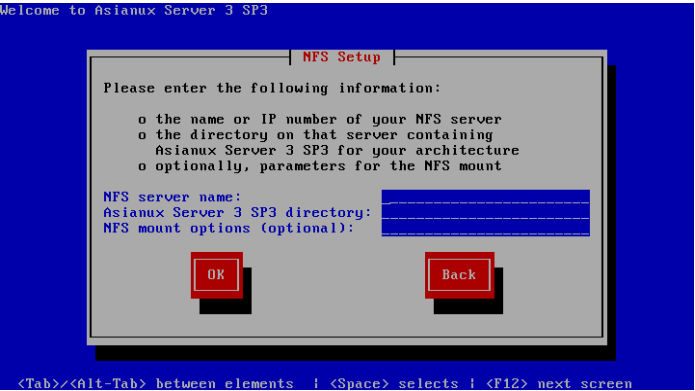 Welcome to Asianux Server 3 SP3
NFS Setup
Please enter the following information:
o the name or IP number of your NFS server
o the directory on that server containing
Asianux Server 3 SP3 for your architecture
o optionally, parameters for the NFS mount
NFS server name:
Asianux Server 3 SP3 directory:
NFS mount options (optional):
OK
Back
<Tab>/<Alt-Tab> between elements | <Space> selects | <F12> next screen